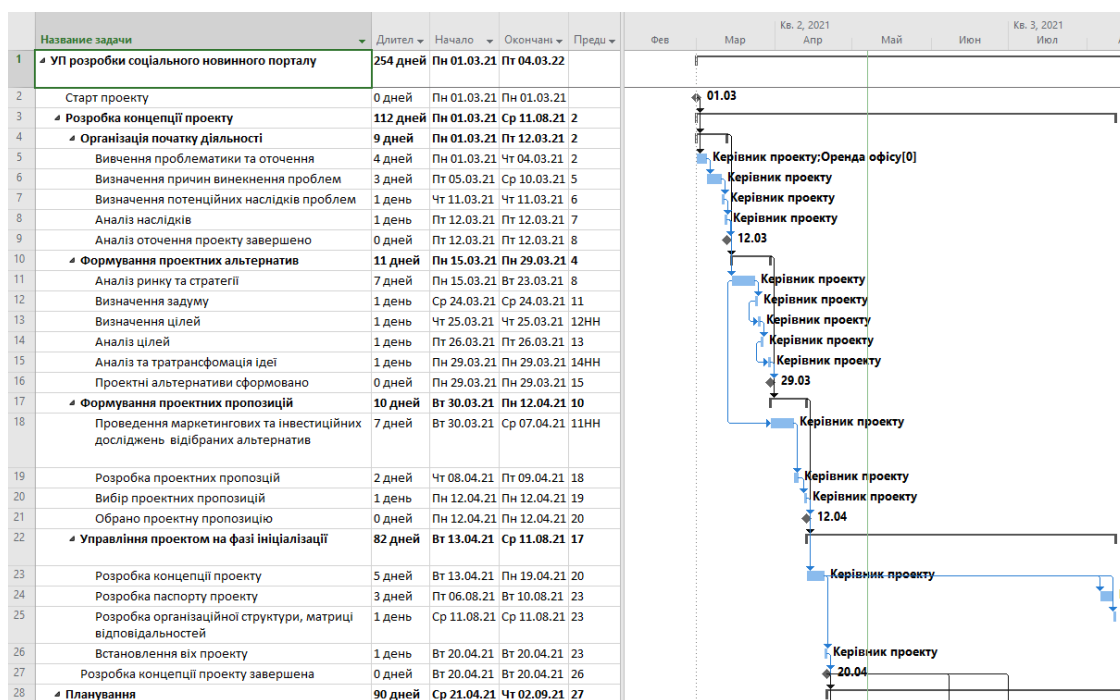 Кв. 2, 2021 Кв. 3, 2021
Название задачи Длител Начало Окончані Преди Фев Мар Апр Май Июн Июл
1 УП розробки соціального новинного порталу 254 дней Пн 01.03.21 Пт 04.03.22
2 Старт проекту 0 дней Пн 01.03.21 Пн 01.03.21 01.03
3 Розробка концепції проекту 112 дней Пн 01.03.21 Ср 11.08.21 2
4 Організація початку діяльності 9 дней Пн 01.03.21 Пт 12.03.21 2
5 Вивчення проблематики та оточення 4 дней Пн 01.03.21 Чт 04.03.21 2 Керівник проекту;Оренда офісу[0]
6 Визначення причин винекнення проблем 3 дней Пт 05.03.21 Ср 10.03.21 5 Керівник проекту
7 Визначення потенційних наслідків проблем 1 день Чт 11.03.21 Чт 11.03.21 6 Керівник проекту
8 Аналіз наслідків 1 день Пт 12.03.21 Пт 12.03.21 7 Керівник проекту
9 Аналіз оточення проекту завершено 0 дней Пт 12.03.21 Пт 12.03.21 8 12.03
10 Формування проектних альтернатив 11 дней Пн 15.03.21 Пн 29.03.21 4
11 Аналіз ринку та стратегії 7 дней Пн 15.03.21 Вт 23.03.21 8 Керівник проекту
12 Визначення задуму 1 день Ср 24.03.21 Ср 24.03.21 11 Керівник проекту
13 Визначення цілей 1 день Чт 25.03.21 Чт 25.03.21 12НН Керівник проекту
14 Аналіз цілей 1 день Пт 26.03.21 Пт 26.03.21 13 Керівник проекту
15 Аналіз та тратрансфомація ідеї 1 день Пн 29.03.21 Пн 29.03.21 14НН Керівник проекту
16 Проектні альтернативи сформовано 0 дней Пн 29.03.21 Пн 29.03.21 15 29.03
17 Формування проектних пропозицій 10 дней Вт 30.03.21 Пн 12.04.21 10
18 Проведення маркетингових та інвестиційних 7 дней Вт 30.03.21 Ср 07.04.21 11НН Керівник проекту
досліджень відібраних альтернатив
19 Розробка проектних пропозцій 2 дней Чт 08.04.21 Пт 09.04.21 18 Керівник проекту
20 Вибір проектних пропозицій 1 день Пн 12.04.21 Пн 12.04.21 19 Керівник проекту
21 Обрано проектну пропозицію 0 дней Пн 12.04.21 Пн 12.04.21 20 12.04
22 Управління проектом на фазі ініціалізації 82 дней Вт 13.04.21 Ср 11.08.21 17
23 Розробка концепції проекту 5 дней Вт 13.04.21 Пн 19.04.21 20 Керівник проекту
24 Розробка паспорту проекту 3 дней Пт 06.08.21 Вт 10.08.21 23
25 Розробка організаційної структури, матриці 1 день Ср 11.08.21 Ср 11.08.21 23
відповідальностей
26 Встановлення віх проекту 1 день Вт 20.04.21 Вт 20.04.21 23 Керівник проекту
27 Розробка концепції проекту завершена 0 дней Вт 20.04.21 Вт 20.04.21 26 20.04
28 Планування 90 дней Ср 21.04.21 Чт 02.09.21 27